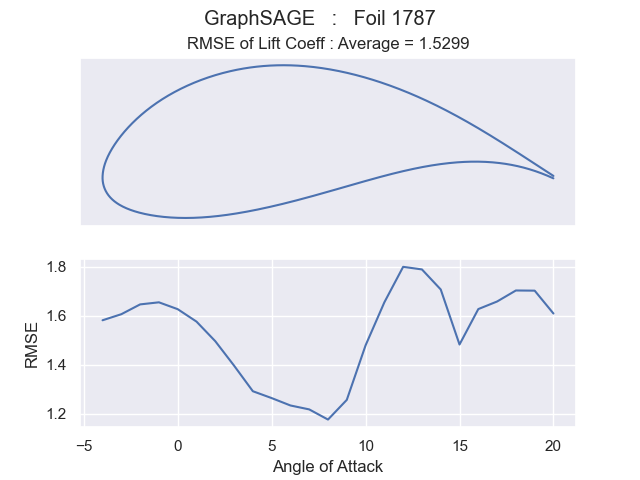 GraphSAGE : Foil 1787
RMSE of Lift Coeff : Average = 1.5299
1.8
1.6
1.4
1.2
RMSE
−5 0 5 10 15 20
Angle of Attack